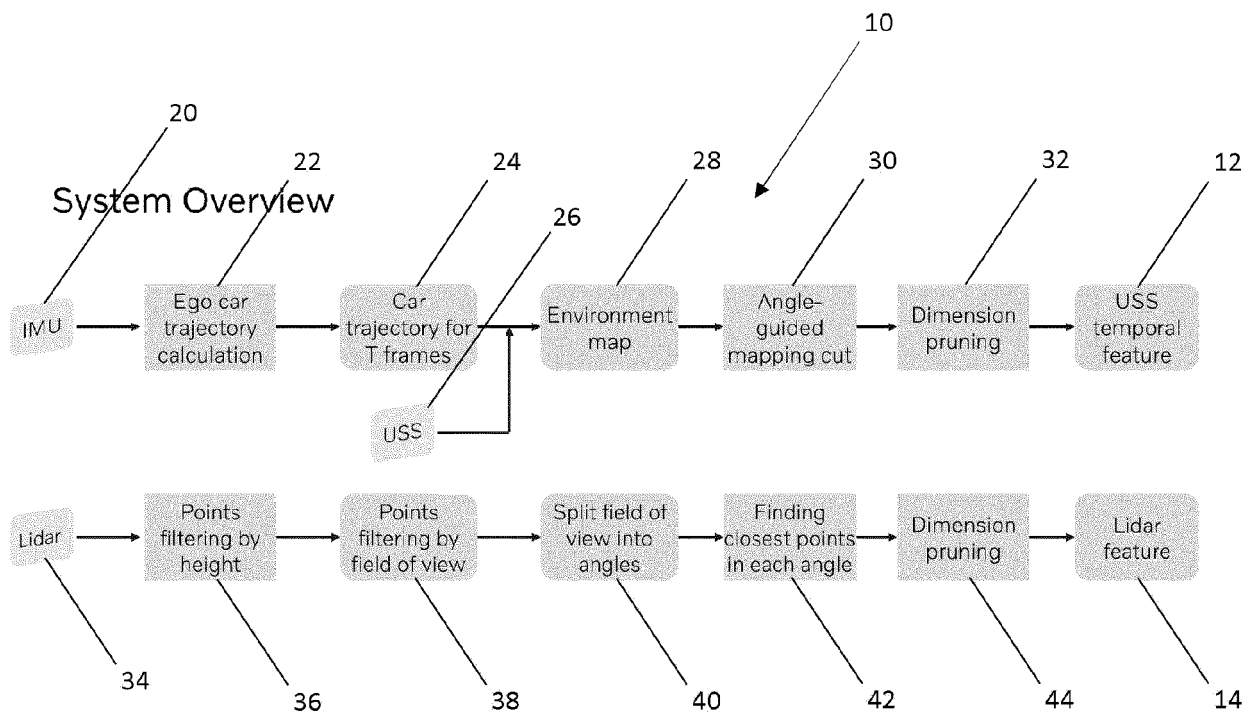 10
20
22
24
28
30
32
12
System Overview
26
IMU
Ego car
trajectory
calculation
Car
trajectory for
T frames
Environment
map
Angle-
guided
mapping cut
Dimension
pruning
USS
temporal
feature
USS
Lidar
Points
filtering by
height
Points
filtering by
field of view
Split field of
view into
angles
Finding
closest points
in each angle
Dimension
pruning
Lidar
feature
34
36
38
40
42
44
14